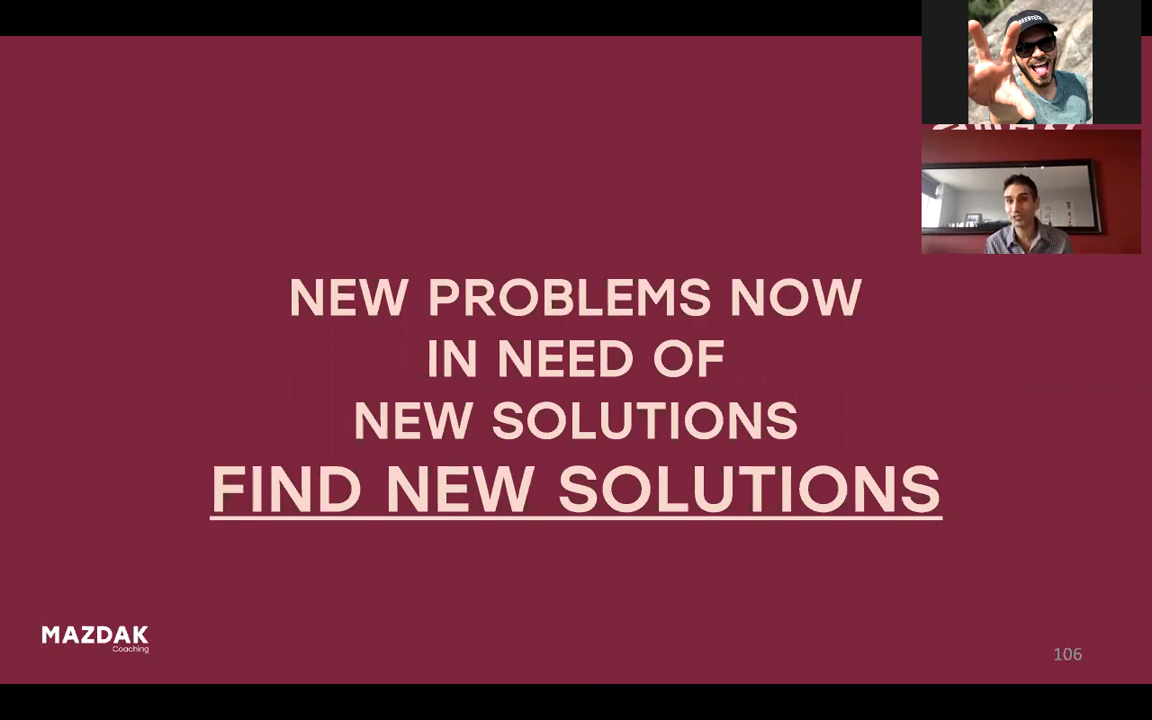 NEW PROBLEMS NOW
IN NEED OF
NEW SOLUTIONS
FIND NEW SOLUTIONS
MAZDAK
Coaching
106